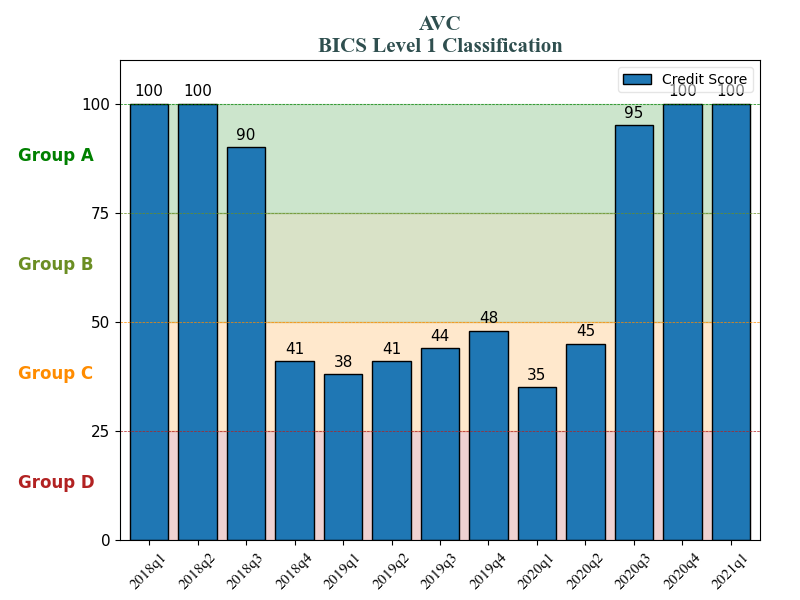 AVC
BICS Level 1 Classification
Credit Score
100 100 90 41 38 41 44 48 35 45 95 100 100
100
Group A
75
Group B
50
Group C
25
Group D
0
2018q1 2018q2 2018q3 2018q4 2019q1 2019q2 2019q3 2019q4 2020q1 2020q2 2020q3 2020q4 2021q1